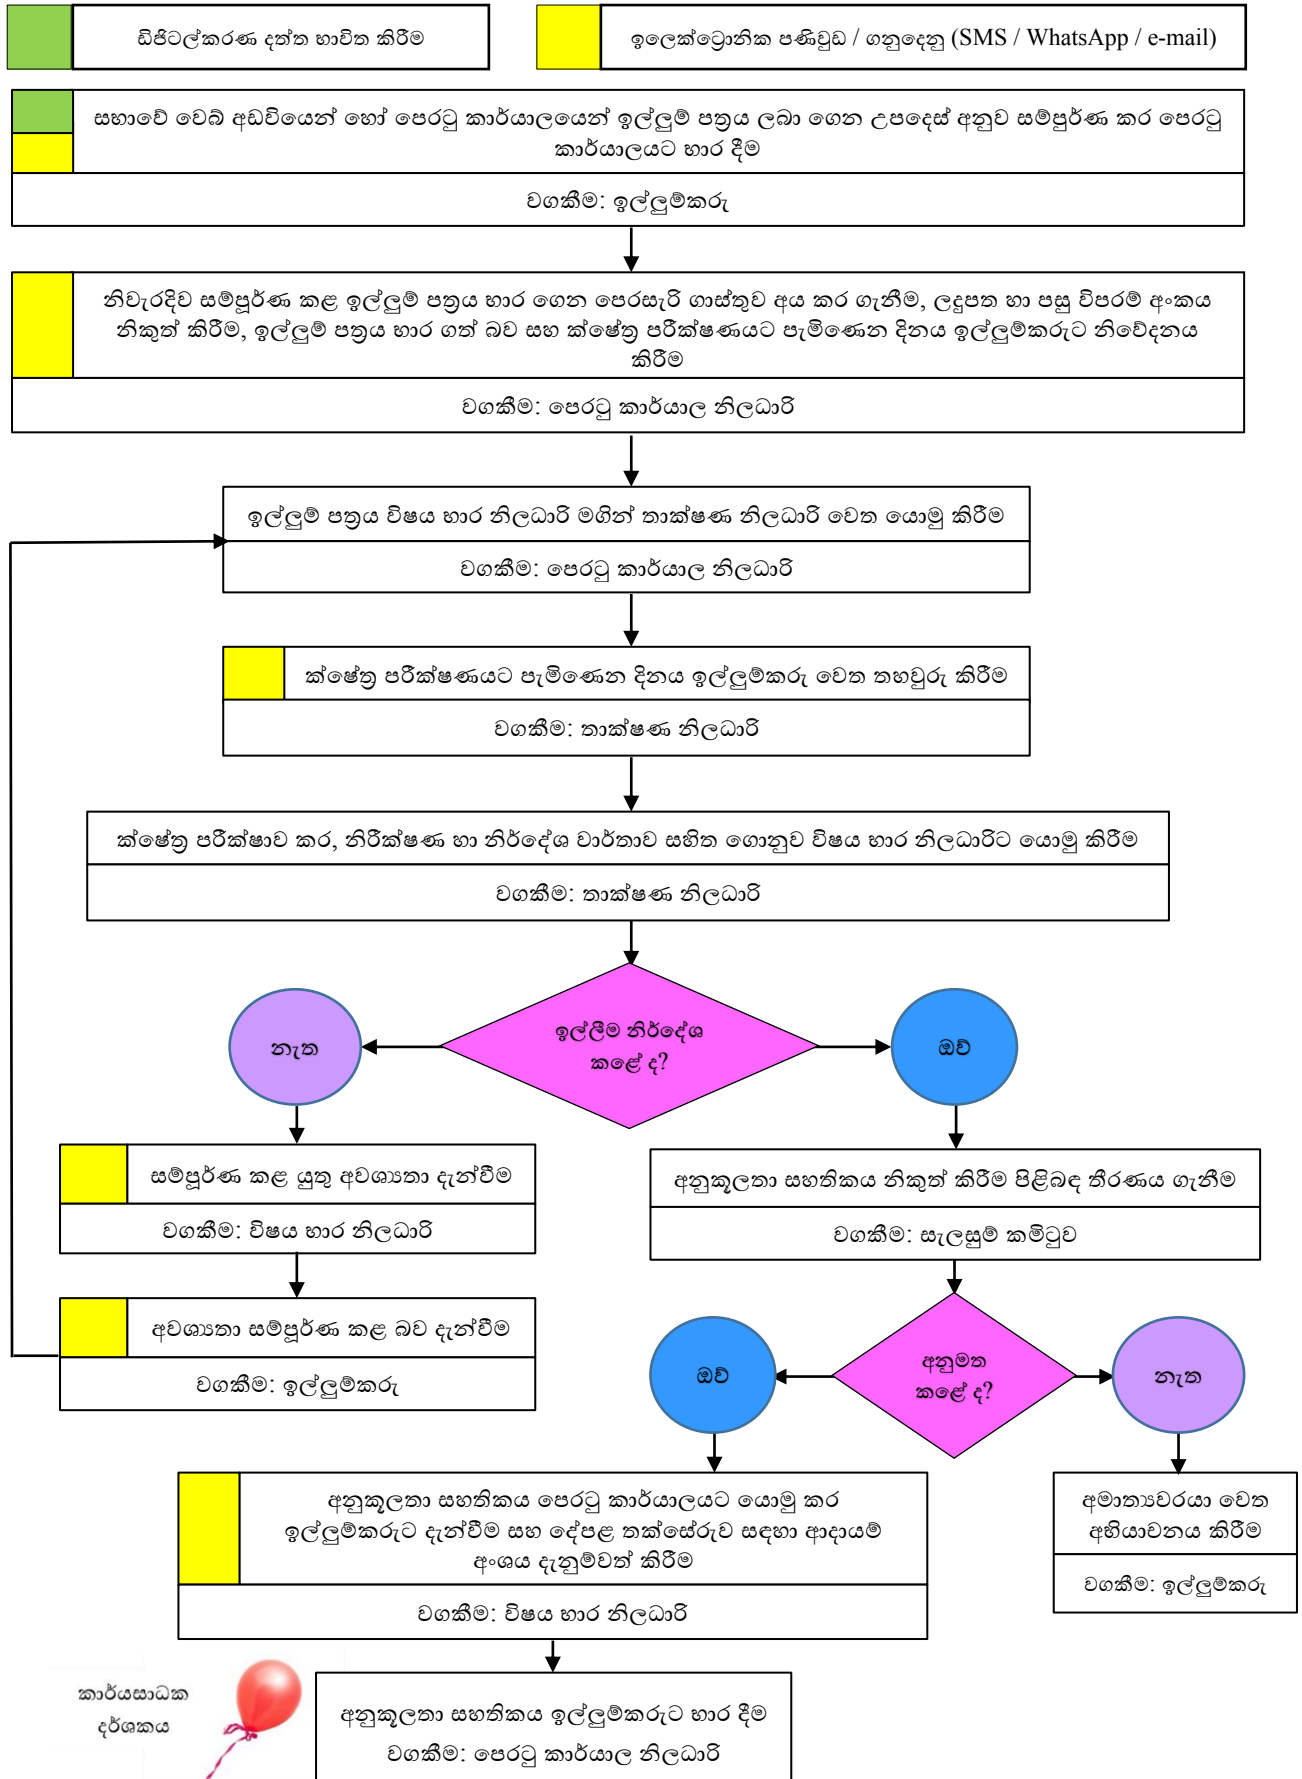 ඩිජිටල්කරණ දත්ත භාවිත කිරීම
ඉලෙක්ට්‍රොනික පණිවුඩ / ගනුදෙනු (SMS / WhatsApp / e-mail)
සභාවේ වෙබ් අඩවියෙන් හෝ පෙරටු කාර්යාලයෙන් ඉල්ලුම් පත්‍රය ලබා ගෙන උපදෙස් අනුව සම්පුර්ණ කර පෙරටු
කාර්යාලයට භාර දීම
වගකීම: ඉල්ලුම්කරු
නිවැරදිව සම්පූර්ණ කළ ඉල්ලුම් පත්‍රය භාර ගෙන පෙරසැරි ගාස්තුව අය කර ගැනීම, ලදුපත හා පසු විපරම් අංකය
නිකුත් කිරීම, ඉල්ලුම් පත්‍රය භාර ගත් බව සහ ක්ෂේත්‍ර පරීක්ෂණයට පැමිණෙන දිනය ඉල්ලුම්කරුට නිවේදනය
කිරීම
වගකීම: පෙරටු කාර්යාල නිලධාරි
ඉල්ලුම් පත්‍රය විෂය භාර නිලධාරි මගින් තාක්ෂණ නිලධාරි වෙත යොමු කිරීම
වගකීම: පෙරටු කාර්යාල නිලධාරි
ක්ෂේත්‍ර පරීක්ෂණයට පැමිණෙන දිනය ඉල්ලුම්කරු වෙත තහවුරු කිරීම
වගකීම: තාක්ෂණ නිලධාරි
ක්ෂේත්‍ර පරීක්ෂාව කර, නිරීක්ෂණ හා නිර්දේශ වාර්තාව සහිත ගොනුව විෂය භාර නිලධාරිට යොමු කිරීම
වගකීම: තාක්ෂණ නිලධාරි
නැත
ඉල්ලීම නිර්දේශ
කළේ ද?
ඔව්
සම්පූර්ණ කළ යුතු අවශ්‍යතා දැන්වීම
වගකීම: විෂය භාර නිලධාරි
අනුකූලතා සහතිකය නිකුත් කිරීම පිළිබඳ තීරණය ගැනීම
වගකීම: සැලසුම් කමිටුව
අවශ්‍යතා සම්පූර්ණ කළ බව දැන්වීම
වගකීම: ඉල්ලුම්කරු
ඔව්
අනුමත
කළේ ද?
නැත
අනුකූලතා සහතිකය පෙරටු කාර්යාලයට යොමු කර
ඉල්ලුම්කරුට දැන්වීම සහ දේපළ තක්සේරුව සඳහා ආදායම්
අංශය දැනුම්වත් කිරීම
වගකීම: විෂය භාර නිලධාරි
අමාත්‍යවරයා වෙත
අභියාචනය කිරීම
වගකීම: ඉල්ලුම්කරු
කාර්යසාධක
දර්ශකය
අනුකූලතා සහතිකය ඉල්ලුම්කරුට භාර දීම
වගකීම: පෙරටු කාර්යාල නිලධාරි